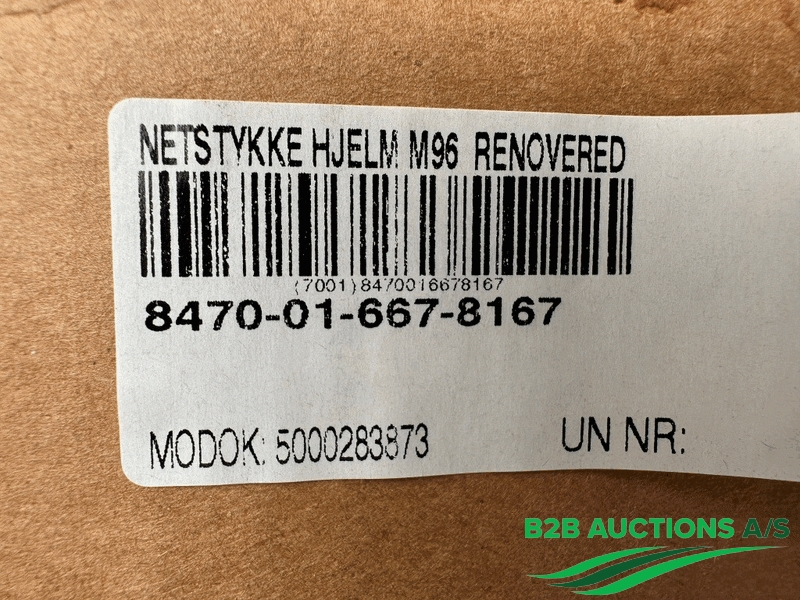 NETSTYKKE HJELM M96 RENOVERED
(7001)8470016678167
8470-01-667-8167
MODOK: 5000283873
UN NR:
B2B AUCTIONS A/S